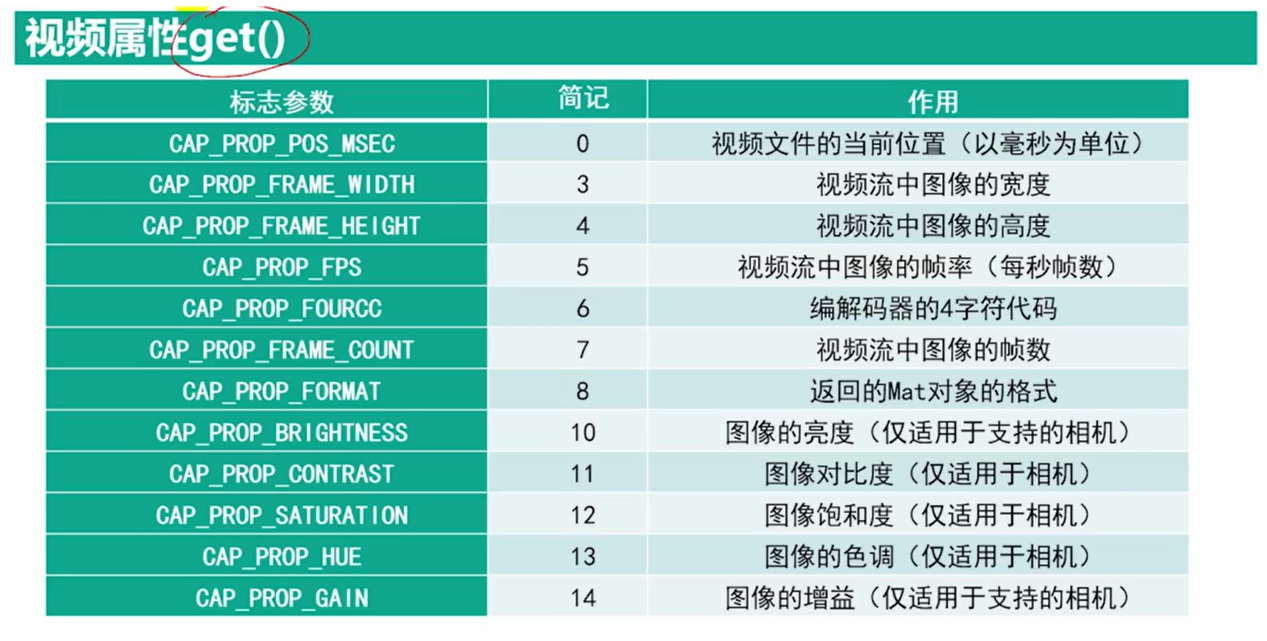 视频属性get()
标志参数 简记 作用
CAP_PROP_POS_MSEC 0 视频文件的当前位置（以毫秒为单位）
CAP_PROP_FRAME_WIDTH 3 视频流中图像的宽度
CAP_PROP_FRAME_HEIGHT 4 视频流中图像的高度
CAP_PROP_FPS 5 视频流中图像的帧率（每秒帧数）
CAP_PROP_FOURCC 6 编解码器的4字符代码
CAP_PROP_FRAME_COUNT 7 视频流中图像的帧数
CAP_PROP_FORMAT 8 返回的Mat对象的格式
CAP_PROP_BRIGHTNESS 10 图像的亮度（仅适用于支持的相机）
CAP_PROP_CONTRAST 11 图像对比度（仅适用于相机）
CAP_PROP_SATURATION 12 图像饱和度（仅适用于相机）
CAP_PROP_HUE 13 图像的色调（仅适用于相机）
CAP_PROP_GAIN 14 图像的增益（仅适用于支持的相机）